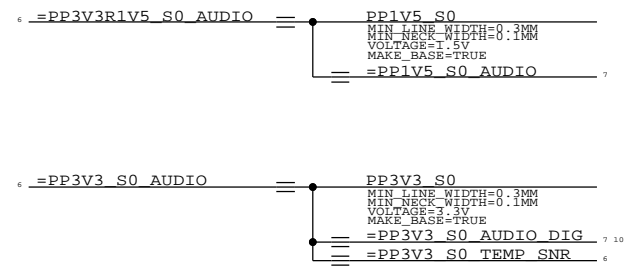 6 =PP3V3R1V5_S0_AUDIO PP1V5_S0
MIN_LINE_WIDTH=0.3MM
MIN_NECK_WIDTH=0.1MM
VOLTAGE=1.5V
MAKE_BASE=TRUE
=PP1V5_S0_AUDIO 7
6 =PP3V3_S0_AUDIO PP3V3_S0
MIN_LINE_WIDTH=0.3MM
MIN_NECK_WIDTH=0.1MM
VOLTAGE=3.3V
MAKE_BASE=TRUE
=PP3V3_S0_AUDIO_DIG 7 10
=PP3V3_S0_TEMP_SNR 6